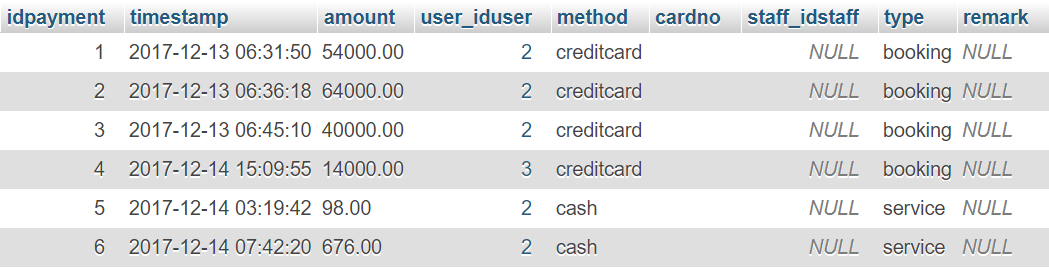 idpayment timestamp amount user_iduser method cardno staff_idstaff type remark
1 2017-12-13 06:31:50 54000.00 2 creditcard NULL booking NULL
2 2017-12-13 06:36:18 64000.00 2 creditcard NULL booking NULL
3 2017-12-13 06:45:10 40000.00 2 creditcard NULL booking NULL
4 2017-12-14 15:09:55 14000.00 3 creditcard NULL booking NULL
5 2017-12-14 03:19:42 98.00 2 cash NULL service NULL
6 2017-12-14 07:42:20 676.00 2 cash NULL service NULL